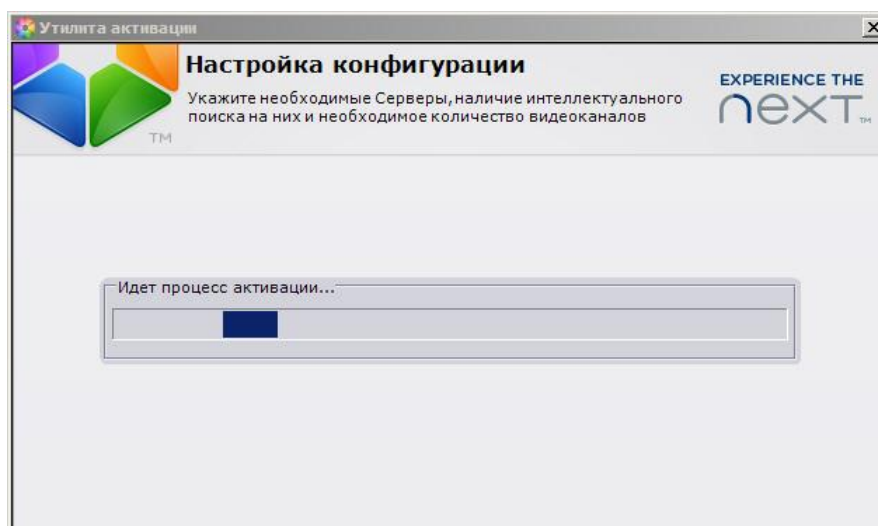 Утилита активации
Настройка конфигурации
Укажите необходимые Серверы, наличие интеллектуального
поиска на них и необходимое количество видеоканалов
EXPERIENCE THE
next™
TM
Идет процесс активации...